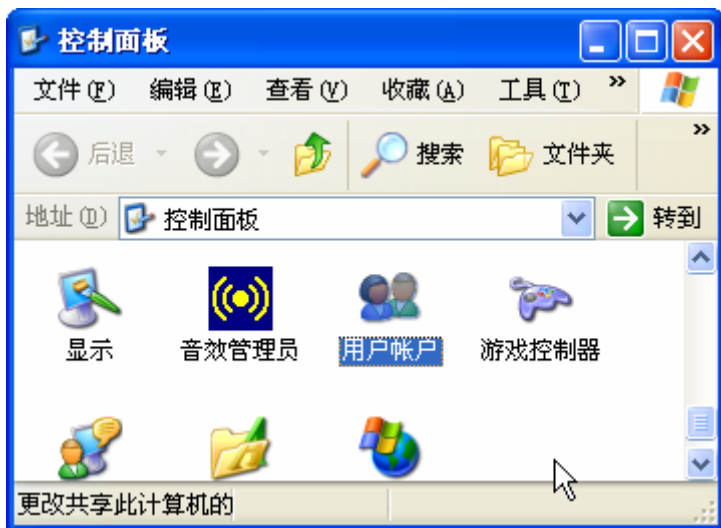 控制面板
文件(F) 编辑(E) 查看(V) 收藏(A) 工具(T) »
后退 搜索 文件夹 »
地址(D) 控制面板 转到
显示 音效管理员 用户帐户 游戏控制器
更改共享此计算机的